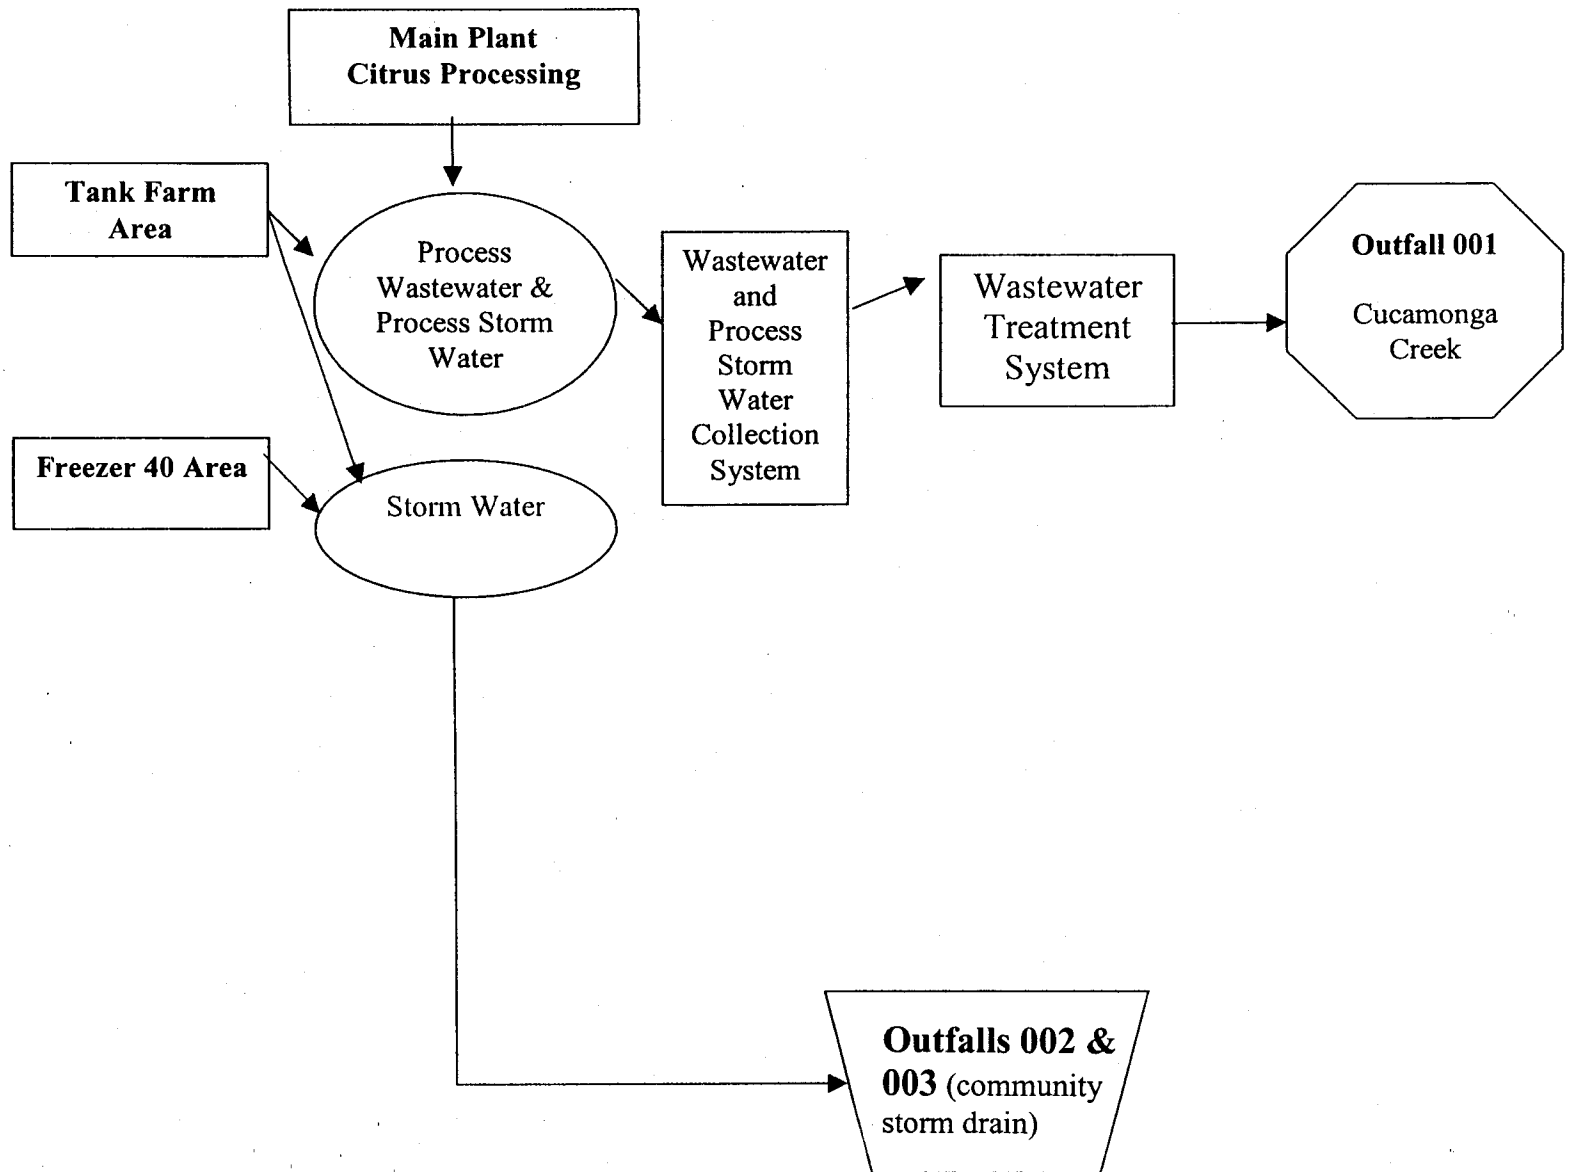 Main Plant
Citrus Processing
Tank Farm
Area
Process
Wastewater &
Process Storm
Water
Wastewater
and
Process
Storm
Water
Collection
System
Wastewater
Treatment
System
Outfall 001
Cucamonga
Creek
Freezer 40 Area
Storm Water
Outfalls 002 &
003 (community
storm drain)